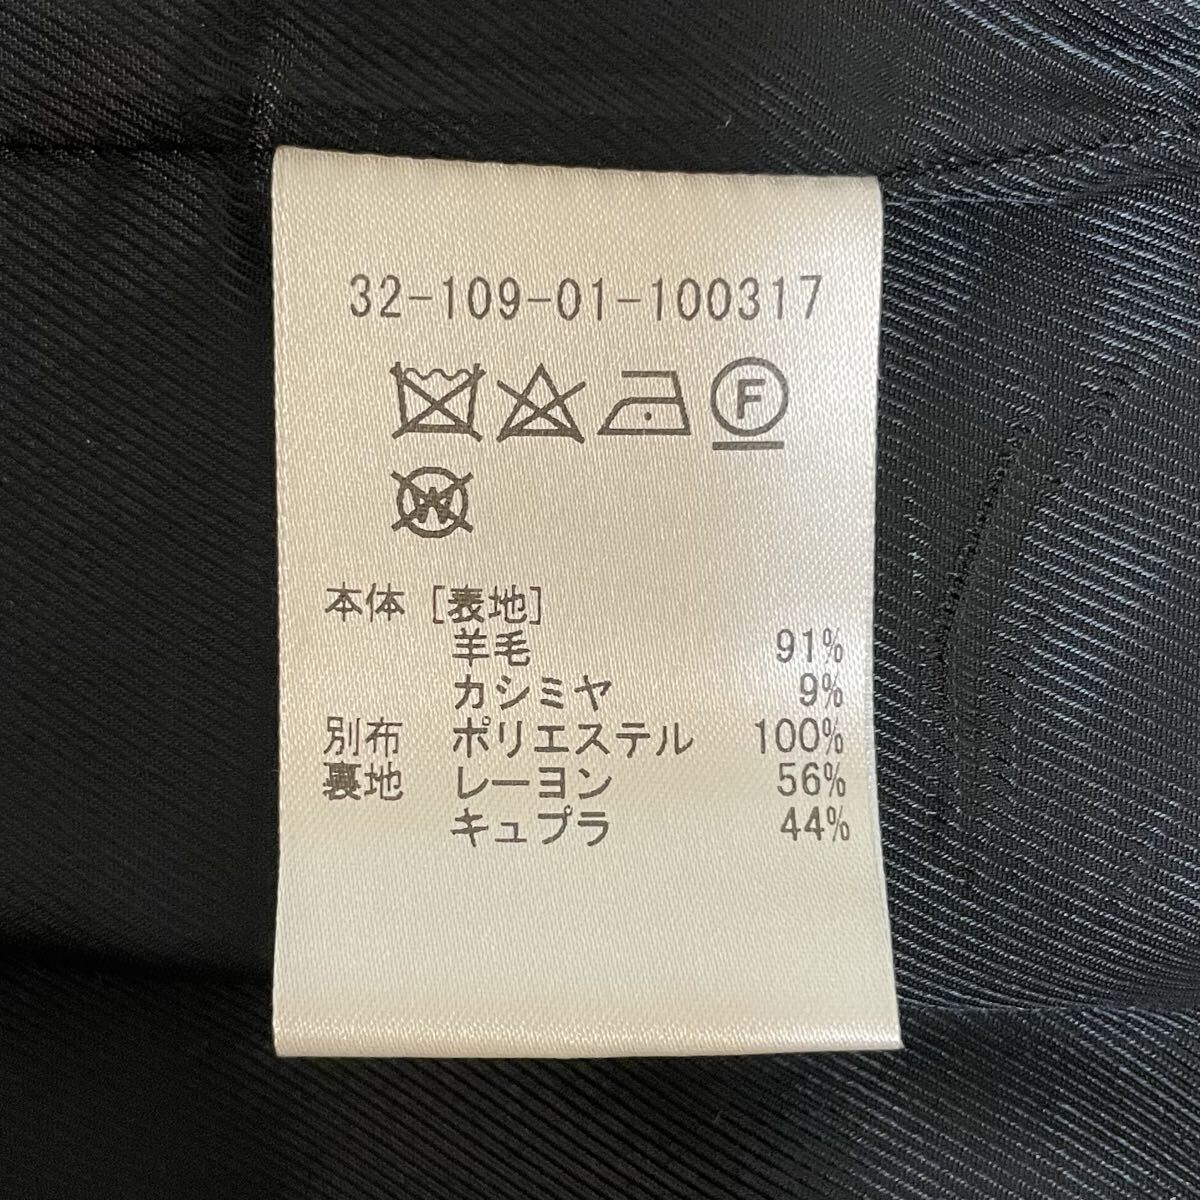 32-109-01-100317
F
W
本体 [表地]
羊毛 91%
カシミヤ 9%
別布 ポリエステル 100%
裏地 レーヨン 56%
キュプラ 44%